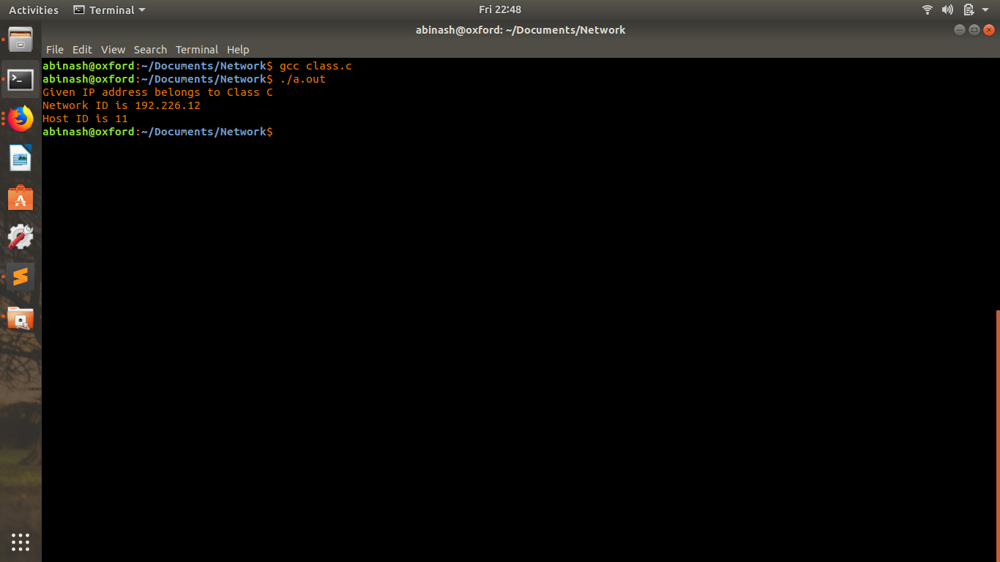 Activities Terminal Fri 22:48
abinash@oxford: ~/Documents/Network
File Edit View Search Terminal Help
abinash@oxford:~/Documents/Network$ gcc class.c
abinash@oxford:~/Documents/Network$ ./a.out
Given IP address belongs to Class C
Network ID is 192.226.12
Host ID is 11
abinash@oxford:~/Documents/Network$